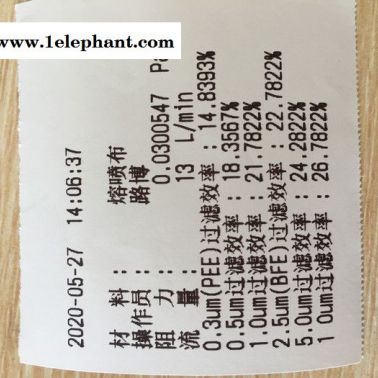 www.1elephant.com
2020-05-27 14:06:37
材 料： 熔喷布
操作员： 路博
阻 力： 0.0300547 Pa
流 量： 13 L/min
0.3um(PEE)过滤效率：14.8393%
0.5um过滤效率：18.3567%
1.0um过滤效率：21.7822%
2.5um(BFE)过滤效率：22.7822%
5.0um过滤效率：24.2822%
1 0um过滤效率：26.7822%